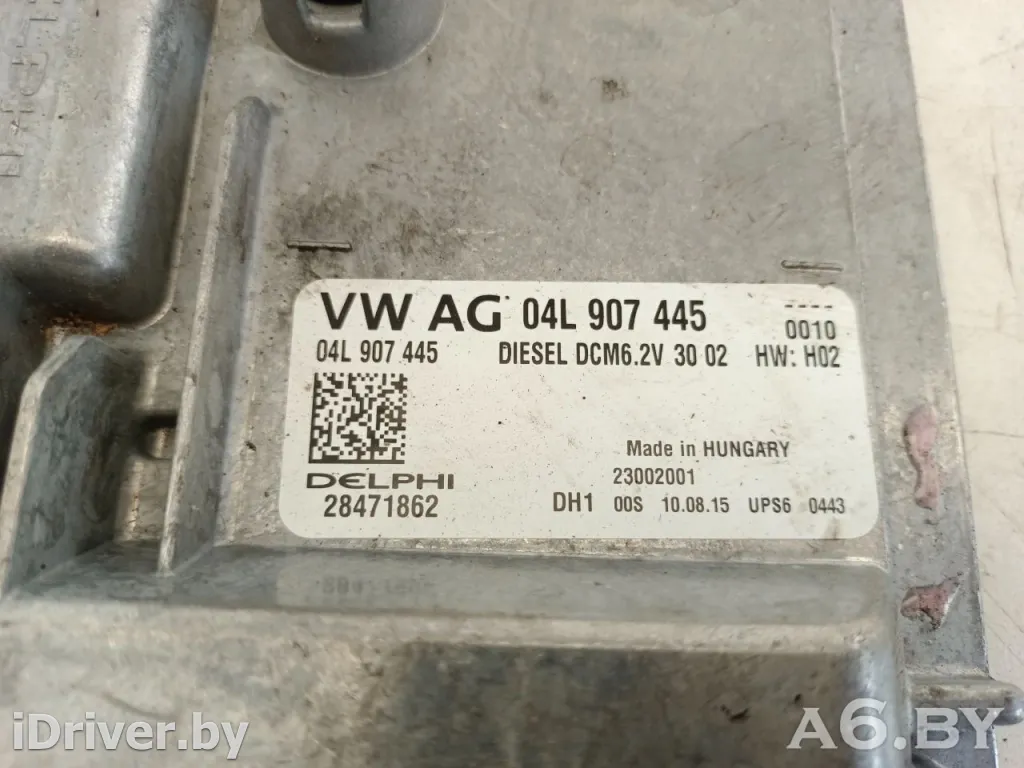 VW AG 04L 907 445 ----
0010
04L 907 445 DIESEL DCM6.2V 30 02 HW: H02
Made in HUNGARY
DELPHI 23002001
28471862 DH1 00S 10.08.15 UPS6 0443
iDriver.by
A6.BY